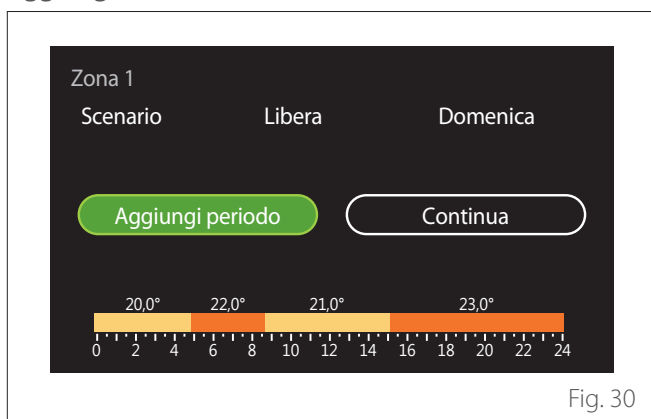 Zona 1
Scenario Libera Domenica
Aggiungi periodo Continua
20,0° 22,0° 21,0° 23,0°
0 2 4 6 8 10 12 14 16 18 20 22 24
Fig. 30